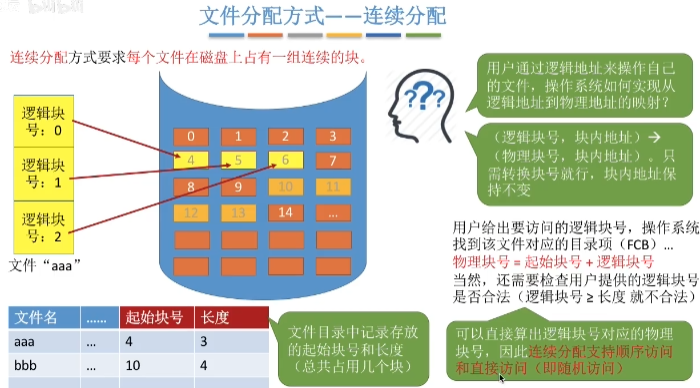 bilibili
文件分配方式——连续分配
连续分配方式要求每个文件在磁盘上占有一组连续的块。
逻辑块
号：0
逻辑块
号：1
逻辑块
号：2
文件“aaa”
0 1 2 3
4 5 6 7
8 9 10 11
12 13 14 ...
???
用户通过逻辑地址来操作自己
的文件，操作系统如何实现从
逻辑地址到物理地址的映射？
（逻辑块号，块内地址）→
（物理块号，块内地址）。只
需转换块号就行，块内地址保
持不变
用户给出要访问的逻辑块号，操作系统
找到该文件对应的目录项（FCB）...
物理块号 = 起始块号 + 逻辑块号
当然，还需要检查用户提供的逻辑块号
是否合法（逻辑块号 ≥ 长度 就不合法）
文件名 …… 起始块号 长度
aaa ... 4 3
bbb ... 10 4
文件目录中记录存放
的起始块号和长度
（总共占用几个块）
可以直接算出逻辑块号对应的物理
块号，因此连续分配支持顺序访问
和直接访问（即随机访问）